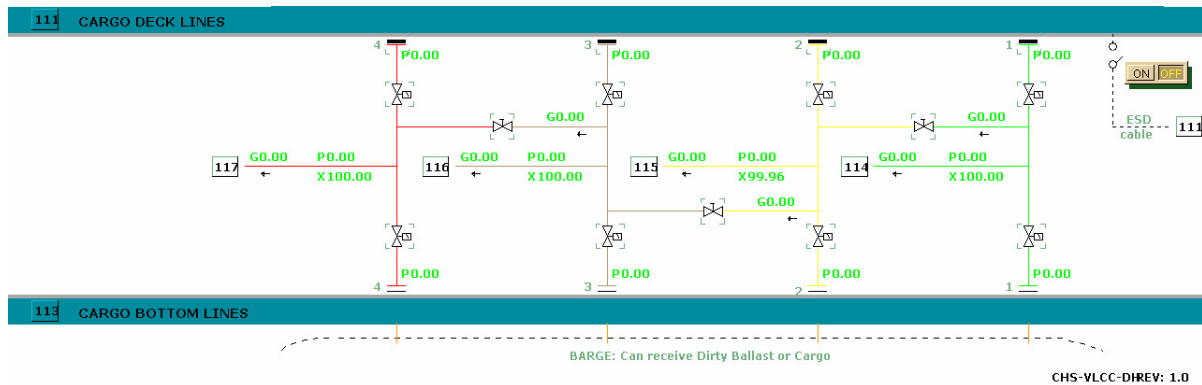 111 CARGO DECK LINES
4 3 2 1
P0.00 P0.00 P0.00 P0.00
ON OFF
G0.00 G0.00
ESD
cable
111
117 G0.00 P0.00 116 G0.00 P0.00 115 G0.00 P0.00 114 G0.00 P0.00
X100.00 X100.00 X99.96 X100.00
G0.00
P0.00 P0.00 P0.00 P0.00
4 3 2 1
113 CARGO BOTTOM LINES
BARGE: Can receive Dirty Ballast or Cargo
CHS-VLCC-DHREV: 1.0